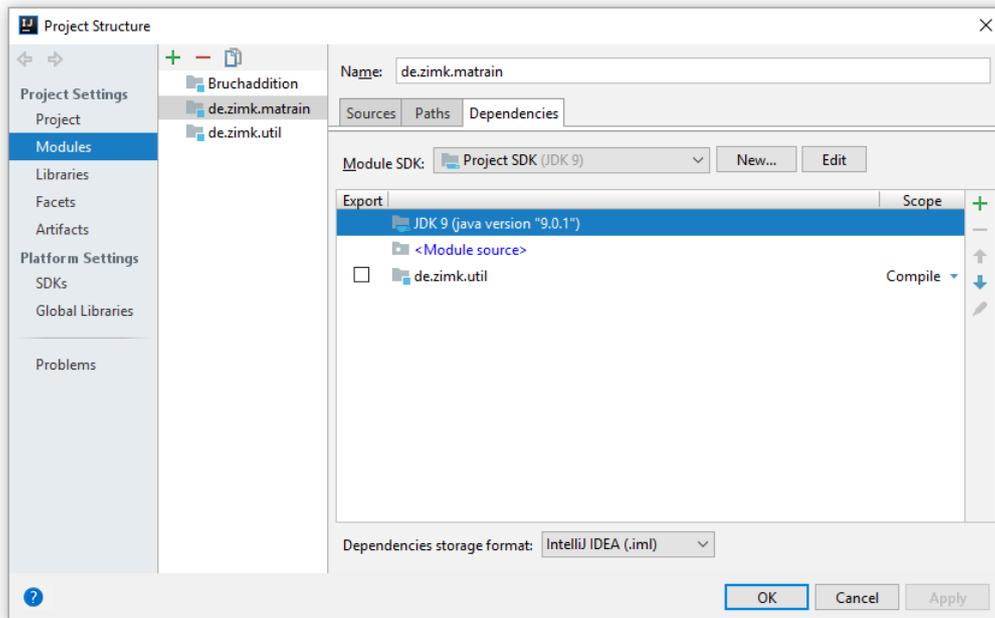 Project Structure
Project Settings
Project
Modules
Libraries
Facets
Artifacts
Platform Settings
SDKs
Global Libraries
Problems
Bruchaddition
de.zimk.matrain
de.zimk.util
Name: de.zimk.matrain
Sources Paths Dependencies
Module SDK: Project SDK (JDK 9) New... Edit
Export Scope
JDK 9 (java version "9.0.1")
<Module source>
de.zimk.util Compile
Dependencies storage format: IntelliJ IDEA (.iml)
? OK Cancel Apply